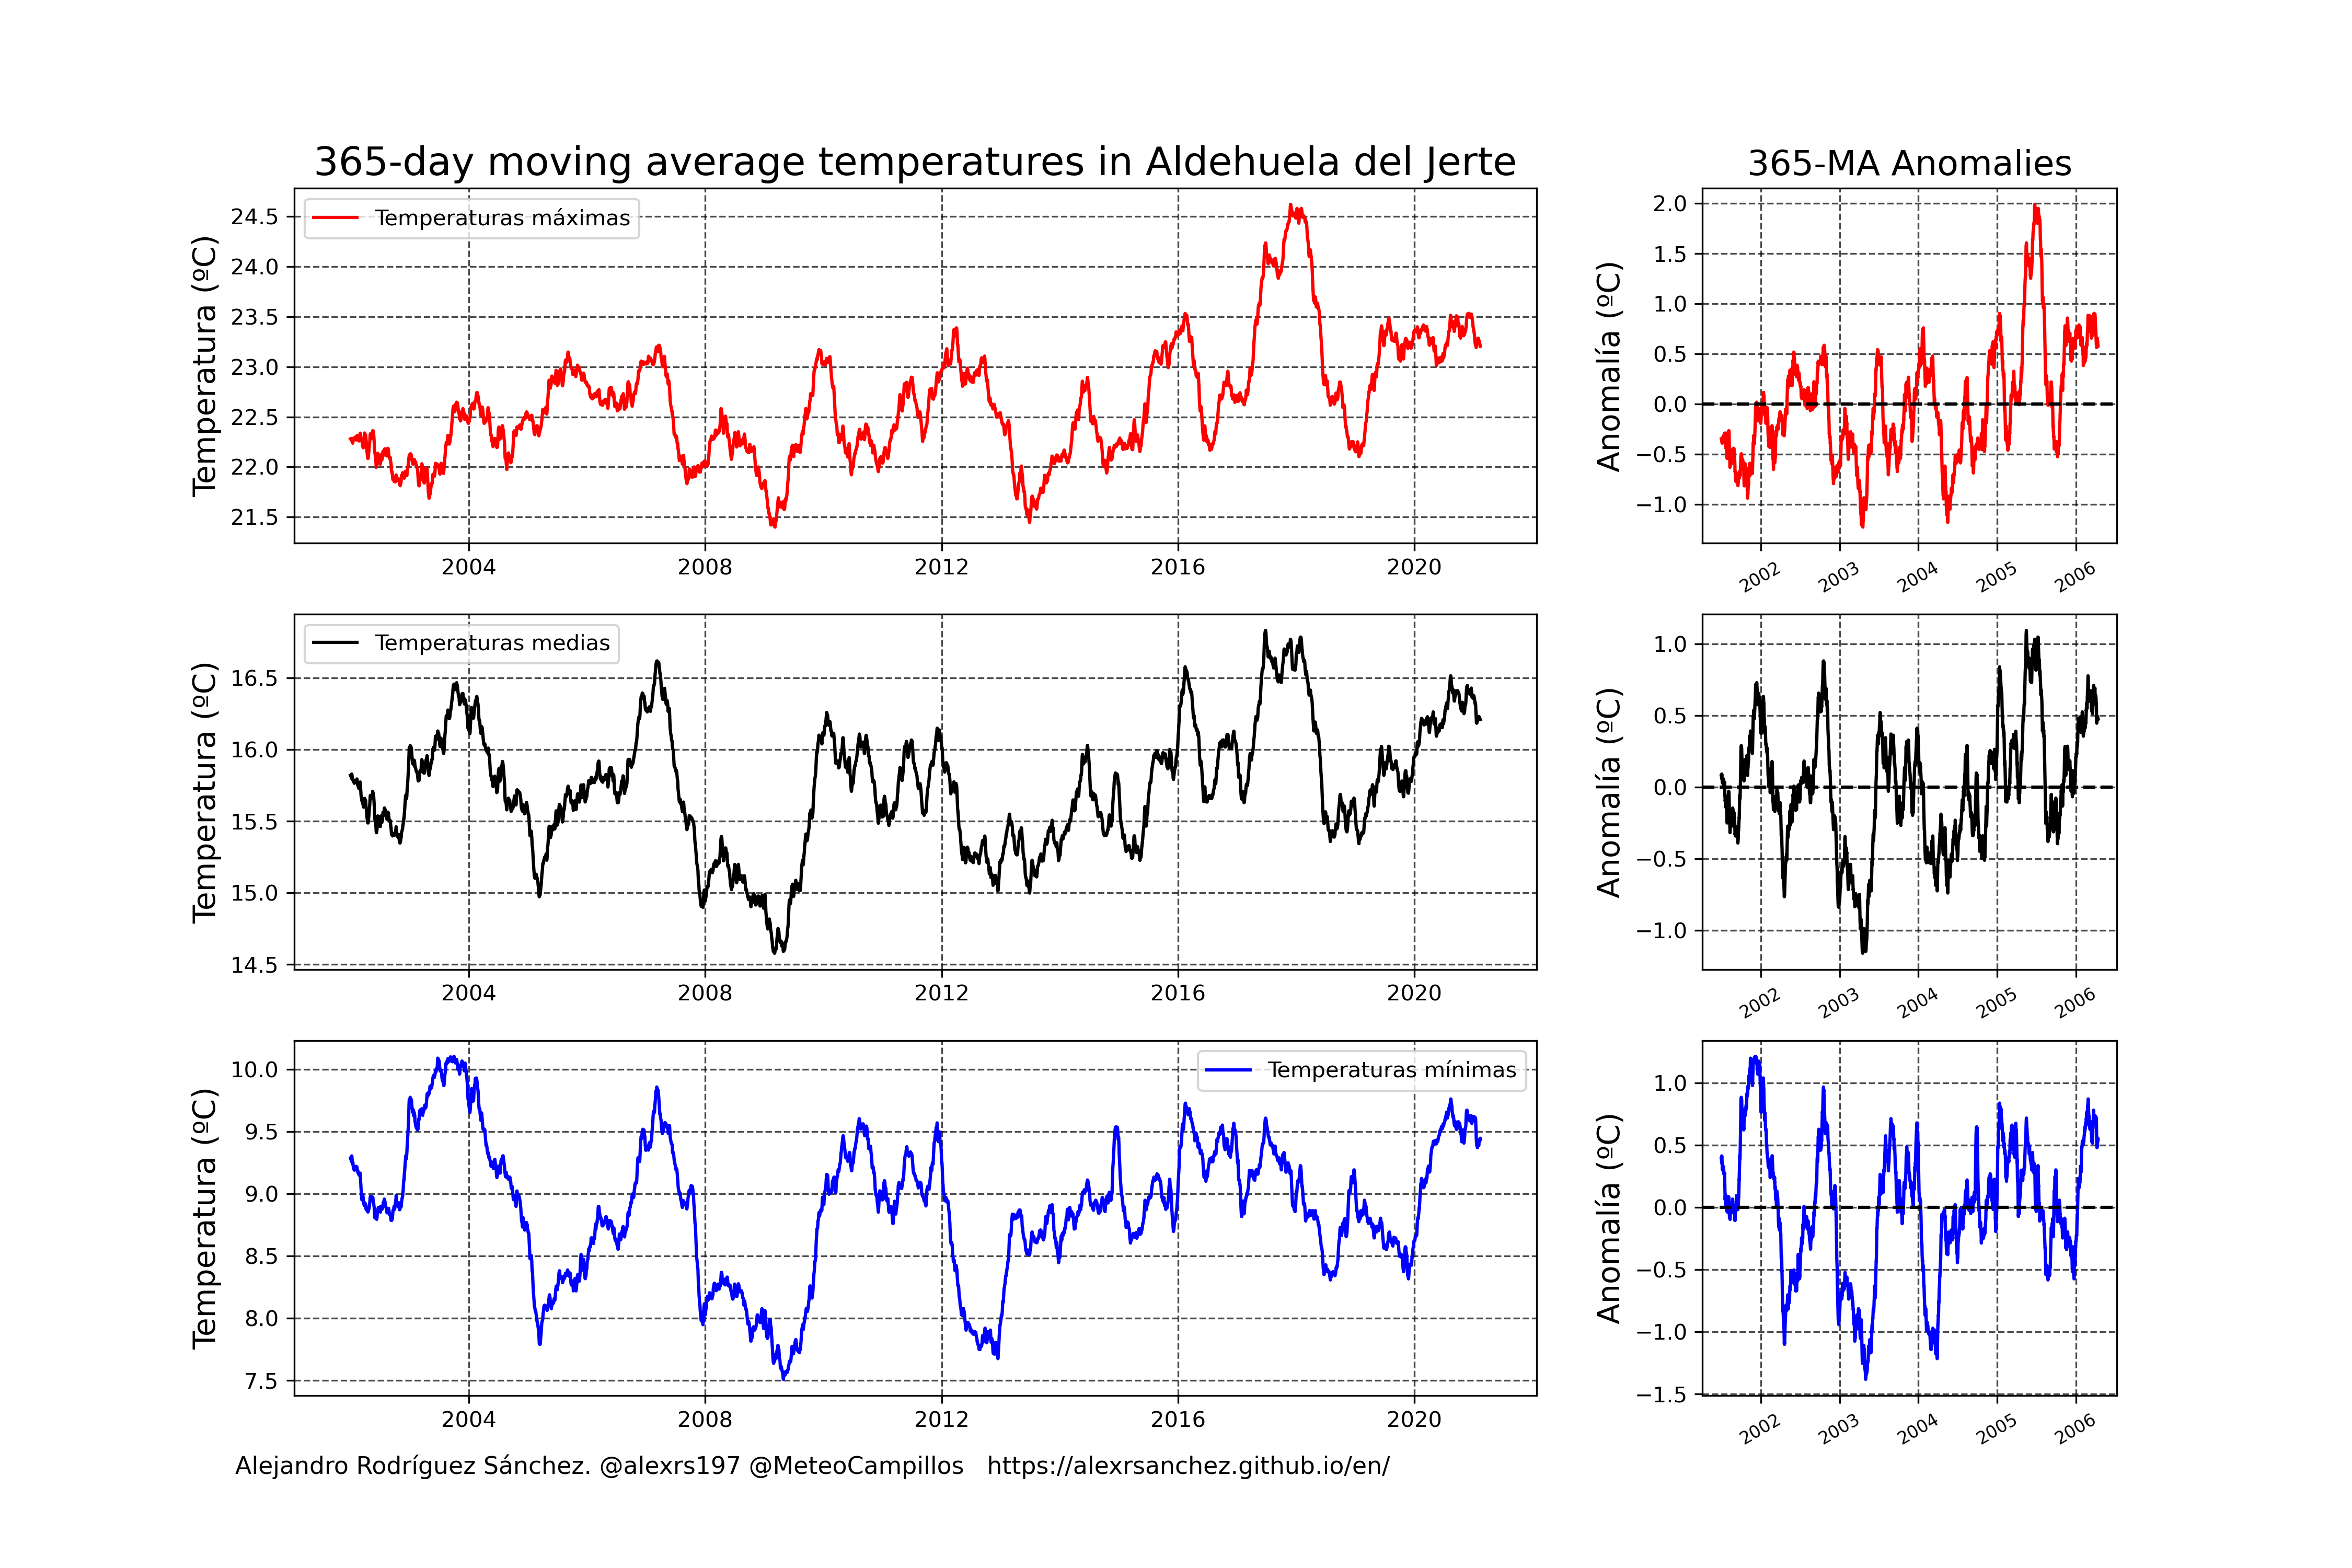 365-day moving average temperatures in Aldehuela del Jerte
365-MA Anomalies
Temperatura (ºC)
24.5
24.0
23.5
23.0
22.5
22.0
21.5
Temperaturas máximas
2004 2008 2012 2016 2020
Anomalía (ºC)
2.0
1.5
1.0
0.5
0.0
−0.5
−1.0
2002 2003 2004 2005 2006
Temperatura (ºC)
16.5
16.0
15.5
15.0
14.5
Temperaturas medias
2004 2008 2012 2016 2020
Anomalía (ºC)
1.0
0.5
0.0
−0.5
−1.0
2002 2003 2004 2005 2006
Temperatura (ºC)
10.0
9.5
9.0
8.5
8.0
7.5
Temperaturas mínimas
2004 2008 2012 2016 2020
Anomalía (ºC)
1.0
0.5
0.0
−0.5
−1.0
−1.5
2002 2003 2004 2005 2006
Alejandro Rodríguez Sánchez. @alexrs197 @MeteoCampillos https://alexrsanchez.github.io/en/